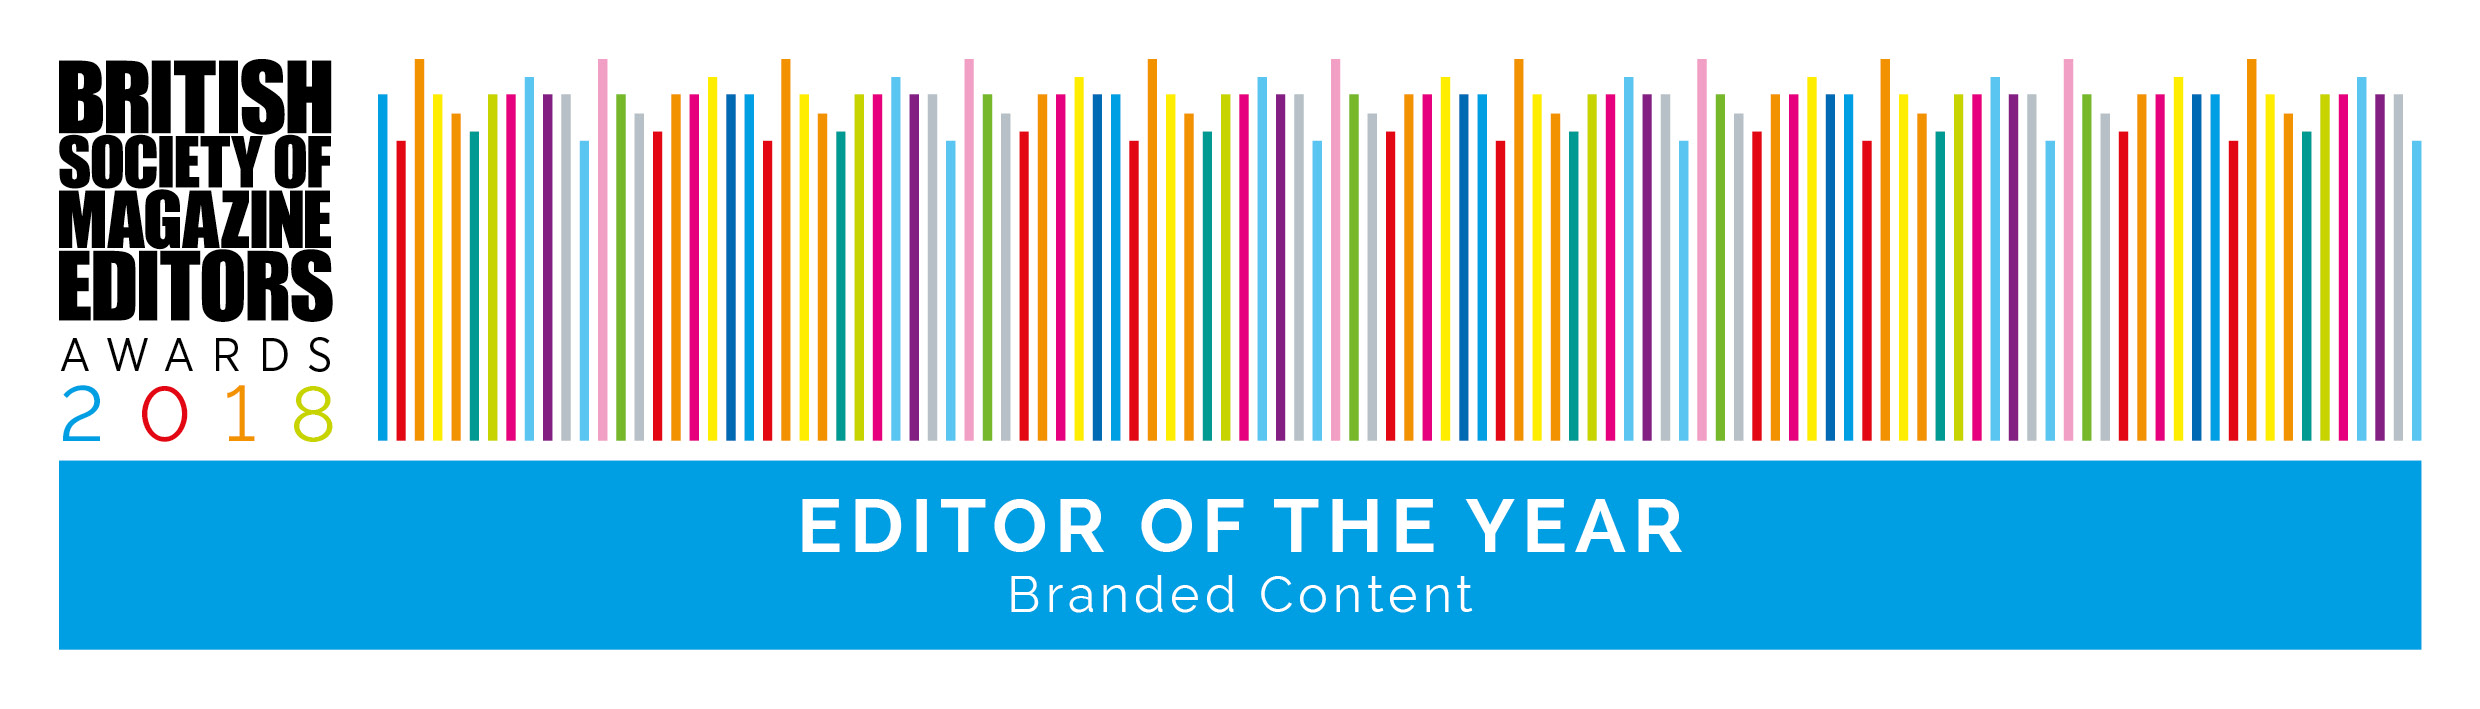 BRITISH
SOCIETY OF
MAGAZINE
EDITORS
AWARDS
2018
EDITOR OF THE YEAR
Branded Content